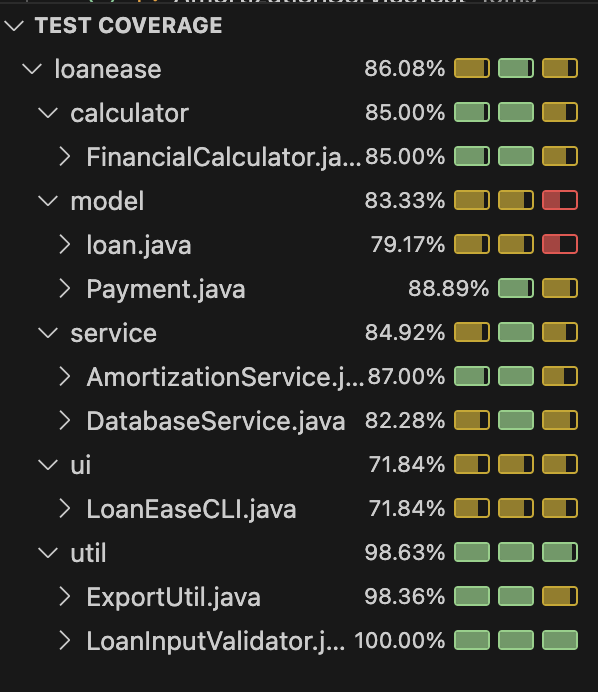 TEST COVERAGE
loanease 86.08%
calculator 85.00%
FinancialCalculator.ja... 85.00%
model 83.33%
loan.java 79.17%
Payment.java 88.89%
service 84.92%
AmortizationService.j... 87.00%
DatabaseService.java 82.28%
ui 71.84%
LoanEaseCLI.java 71.84%
util 98.63%
ExportUtil.java 98.36%
LoanInputValidator.j... 100.00%